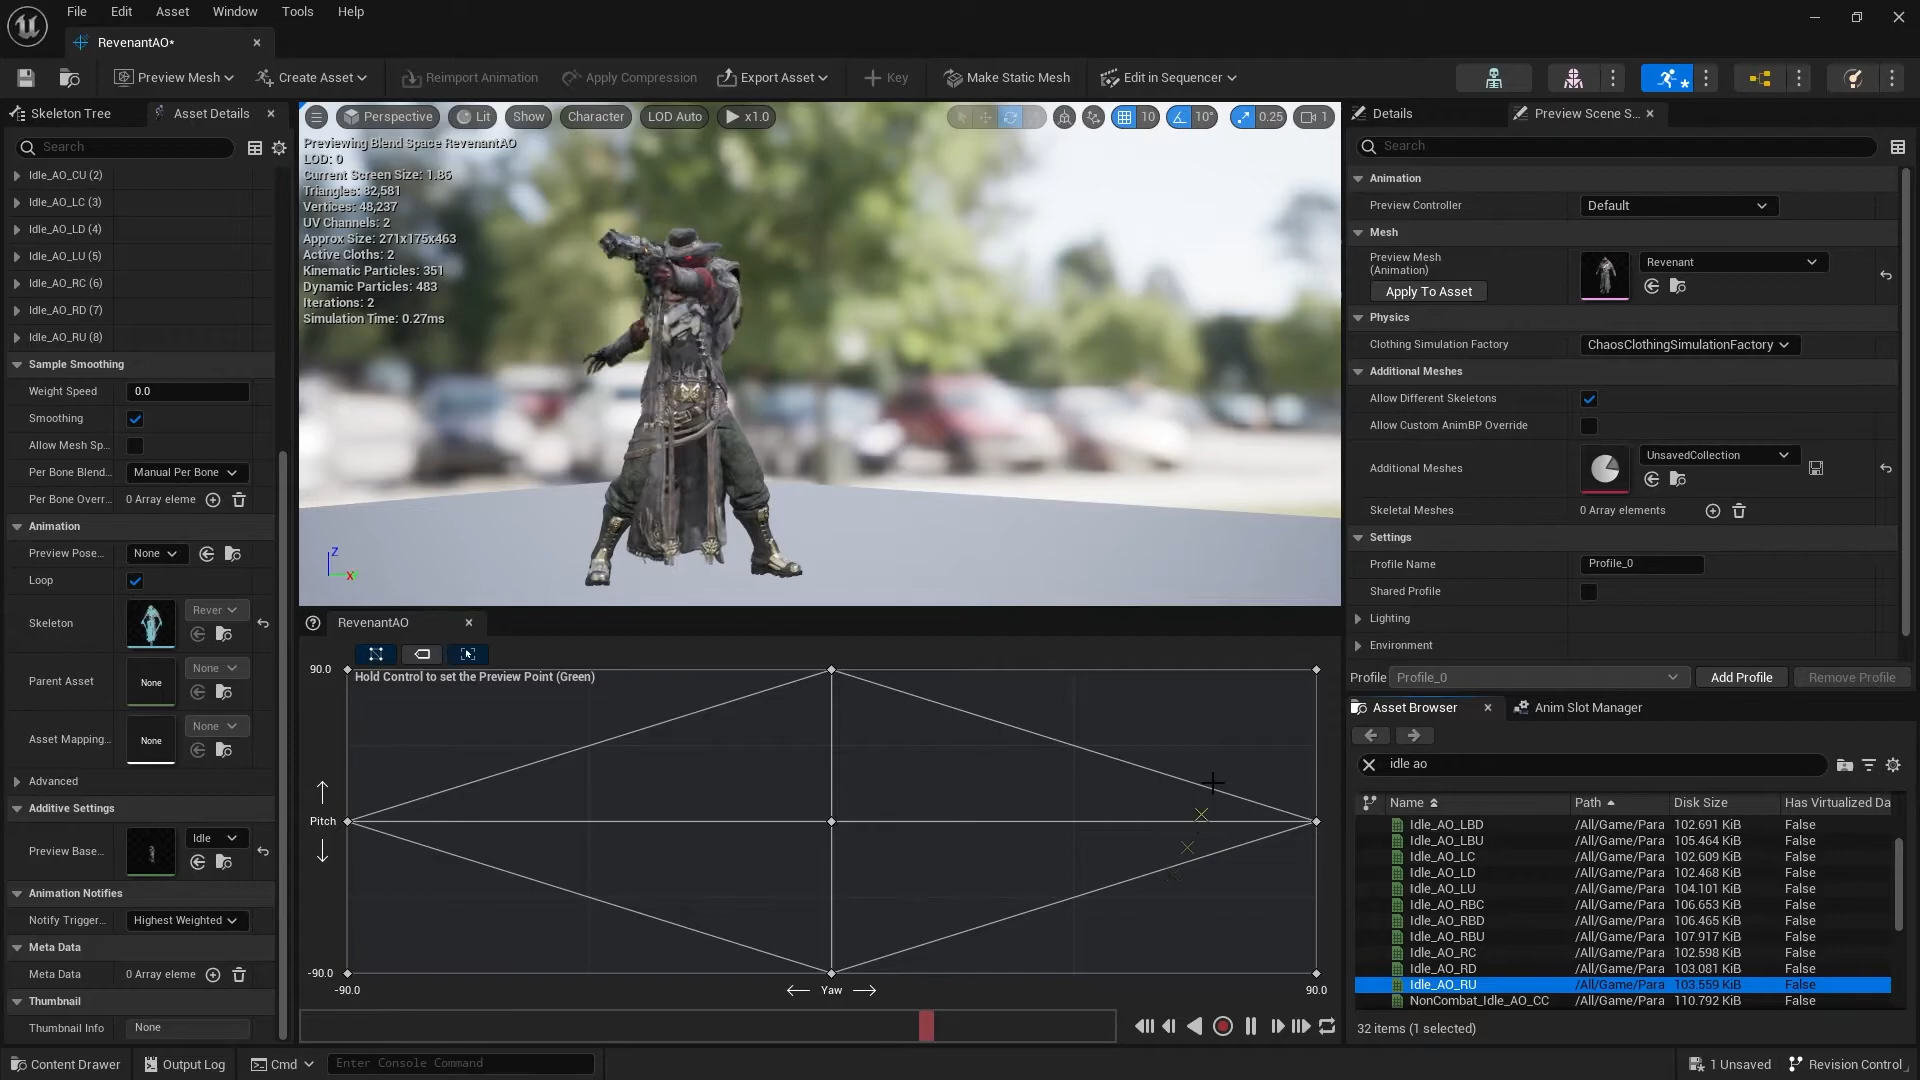 File Edit Asset Window Tools Help
RevenantAO*
Preview Mesh Create Asset Reimport Animation Apply Compression Export Asset Key Make Static Mesh Edit in Sequencer
Skeleton Tree Asset Details
Search
Idle_AO_CU (2)
Idle_AO_LC (3)
Idle_AO_LD (4)
Idle_AO_LU (5)
Idle_AO_RC (6)
Idle_AO_RD (7)
Idle_AO_RU (8)
Sample Smoothing
Weight Speed 0.0
Smoothing
Allow Mesh Sp...
Per Bone Blend... Manual Per Bone
Per Bone Overr... 0 Array eleme
Animation
Preview Pose... None
Loop
Skeleton Rever
Parent Asset None None
Asset Mapping... None None
Advanced
Additive Settings
Preview Base... Idle
Animation Notifies
Notify Trigger... Highest Weighted
Meta Data
Meta Data 0 Array eleme
Thumbnail
Thumbnail Info None
Perspective Lit Show Character LOD Auto x1.0 10 10° 0.25 1
Previewing Blend Space RevenantAO
LOD: 0
Current Screen Size: 1.86
Triangles: 82,581
Vertices: 48,237
UV Channels: 2
Approx Size: 271x175x463
Active Cloths: 2
Kinematic Particles: 351
Dynamic Particles: 483
Iterations: 2
Simulation Time: 0.27ms
Z
X
RevenantAO
90.0
Hold Control to set the Preview Point (Green)
Pitch
-90.0
-90.0 Yaw 90.0
Details Preview Scene S...
Search
Animation
Preview Controller Default
Mesh
Preview Mesh
(Animation)
Revenant
Apply To Asset
Physics
Clothing Simulation Factory ChaosClothingSimulationFactory
Additional Meshes
Allow Different Skeletons
Allow Custom AnimBP Override
Additional Meshes UnsavedCollection
Skeletal Meshes 0 Array elements
Settings
Profile Name Profile_0
Shared Profile
Lighting
Environment
Profile Profile_0 Add Profile Remove Profile
Asset Browser Anim Slot Manager
idle ao
Name Path Disk Size Has Virtualized Da
Idle_AO_LBD /All/Game/Para 102.691 KiB False
Idle_AO_LBU /All/Game/Para 105.464 KiB False
Idle_AO_LC /All/Game/Para 102.609 KiB False
Idle_AO_LD /All/Game/Para 102.468 KiB False
Idle_AO_LU /All/Game/Para 104.101 KiB False
Idle_AO_RBC /All/Game/Para 106.653 KiB False
Idle_AO_RBD /All/Game/Para 106.465 KiB False
Idle_AO_RBU /All/Game/Para 107.917 KiB False
Idle_AO_RC /All/Game/Para 102.598 KiB False
Idle_AO_RD /All/Game/Para 103.081 KiB False
Idle_AO_RU /All/Game/Para 103.559 KiB False
NonCombat_Idle_AO_CC /All/Game/Para 110.792 KiB False
32 items (1 selected)
Content Drawer Output Log Cmd Enter Console Command 1 Unsaved Revision Control